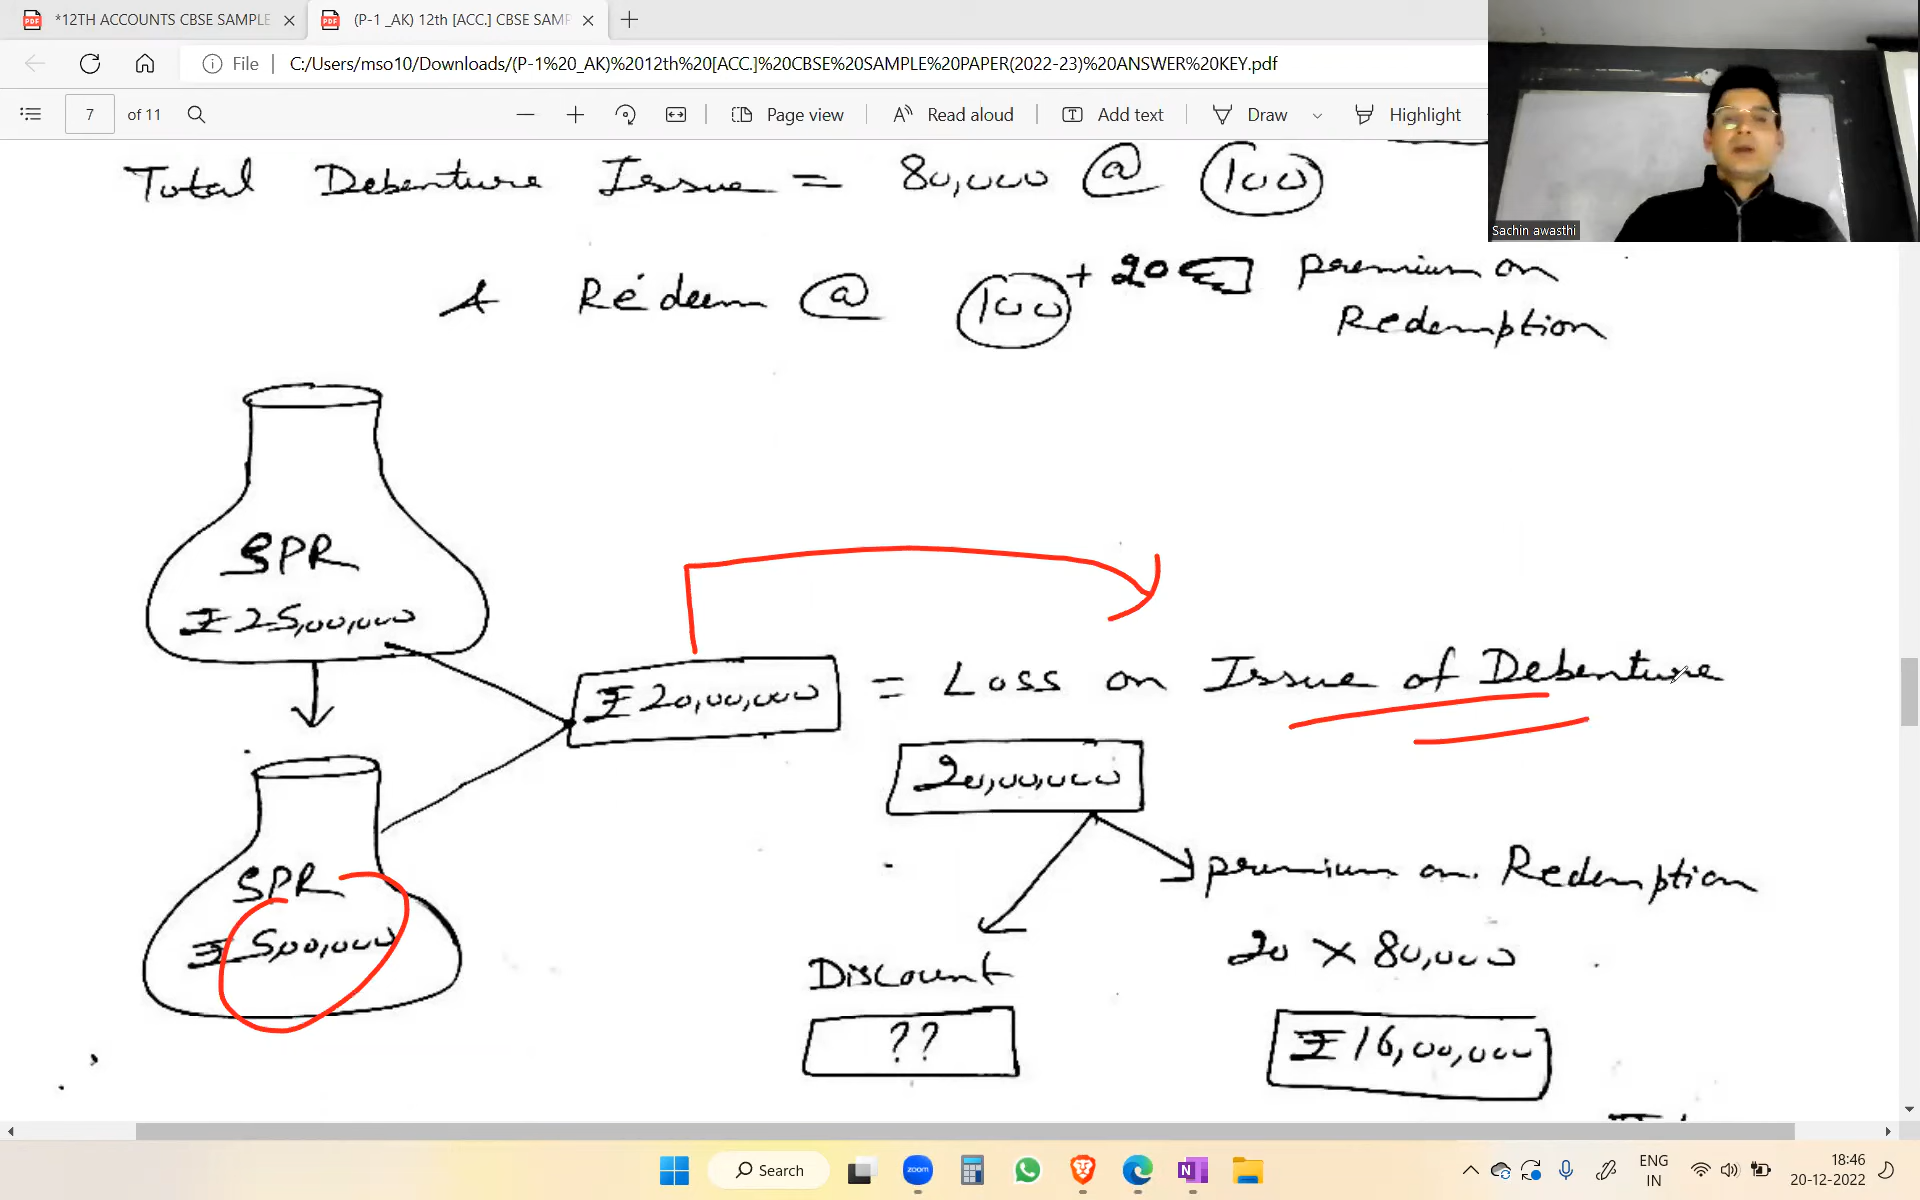 *12TH ACCOUNTS CBSE SAMPLE
(P-1 _AK) 12th [ACC.] CBSE SAMP
File
C:/Users/mso10/Downloads/(P-1%20_AK)%2012th%20[ACC.]%20CBSE%20SAMPLE%20PAPER(2022-23)%20ANSWER%20KEY.pdf
7 of 11
Page view
Read aloud
Add text
Draw
Highlight
Sachin awasthi
Total Debenture Issue = 80,000 @ 100
& Redeem @ 100 + 20 premium on
Redemption
SPR
₹ 25,00,000
₹ 20,00,000 = Loss on Issue of Debenture
20,00,000
SPR
₹ 5,00,000
premium on. Redemption
Discount
20 × 80,000
??
₹ 16,00,000
Search
zoom
ENG
IN
18:46
20-12-2022